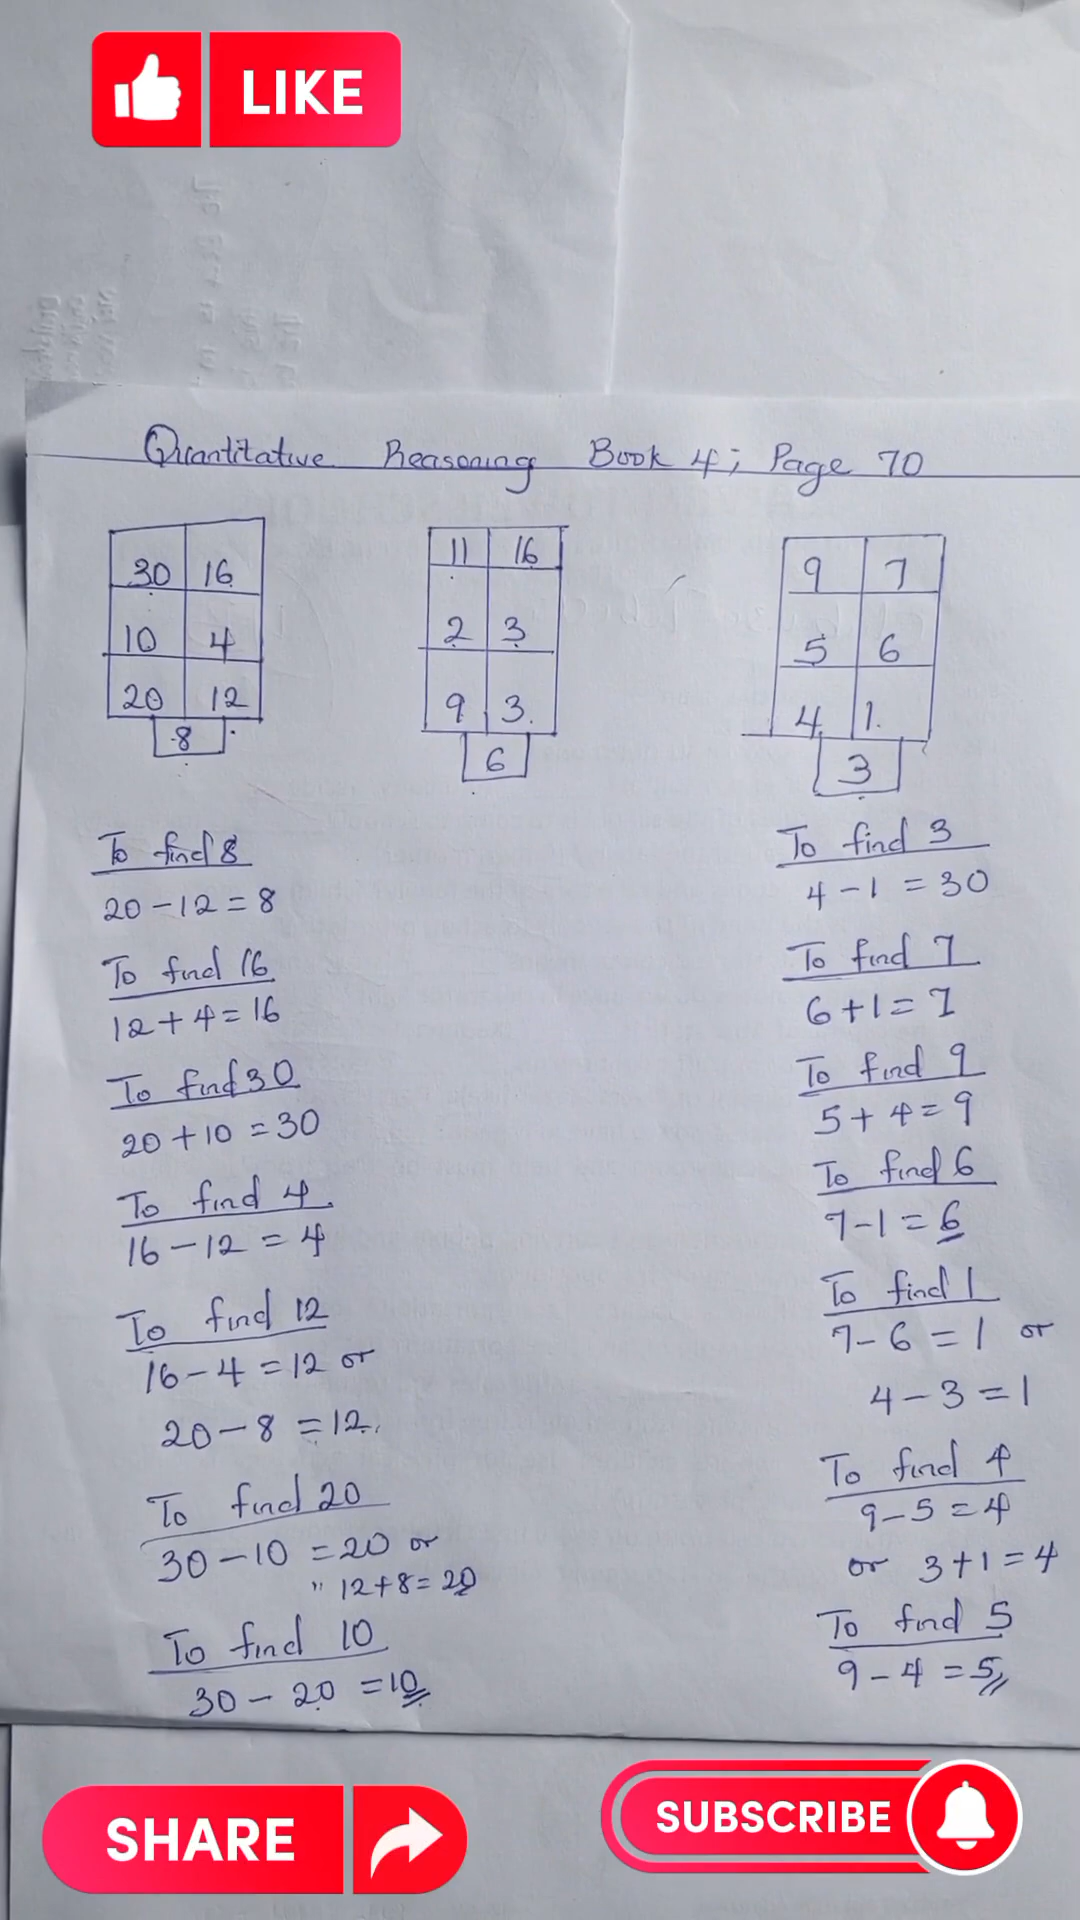 LIKE
Quantitative Reasoning Book 4; Page 70
30 16
10 4
20 12
8
11 16
2 3
9 3
6
9 7
5 6
4 1
3
To find 8
20 - 12 = 8
To find 16
12 + 4 = 16
To find 30
20 + 10 = 30
To find 4
16 - 12 = 4
To find 12
16 - 4 = 12 or
20 - 8 = 12.
To find 20
30 - 10 = 20 or
" 12 + 8 = 20
To find 10
30 - 20 = 10
To find 3
4 - 1 = 30
To find 7
6 + 1 = 7
To find 9
5 + 4 = 9
To find 6
7 - 1 = 6
To find 1
7 - 6 = 1 or
4 - 3 = 1
To find 4
9 - 5 = 4
or 3 + 1 = 4
To find 5
9 - 4 = 5
SHARE
SUBSCRIBE